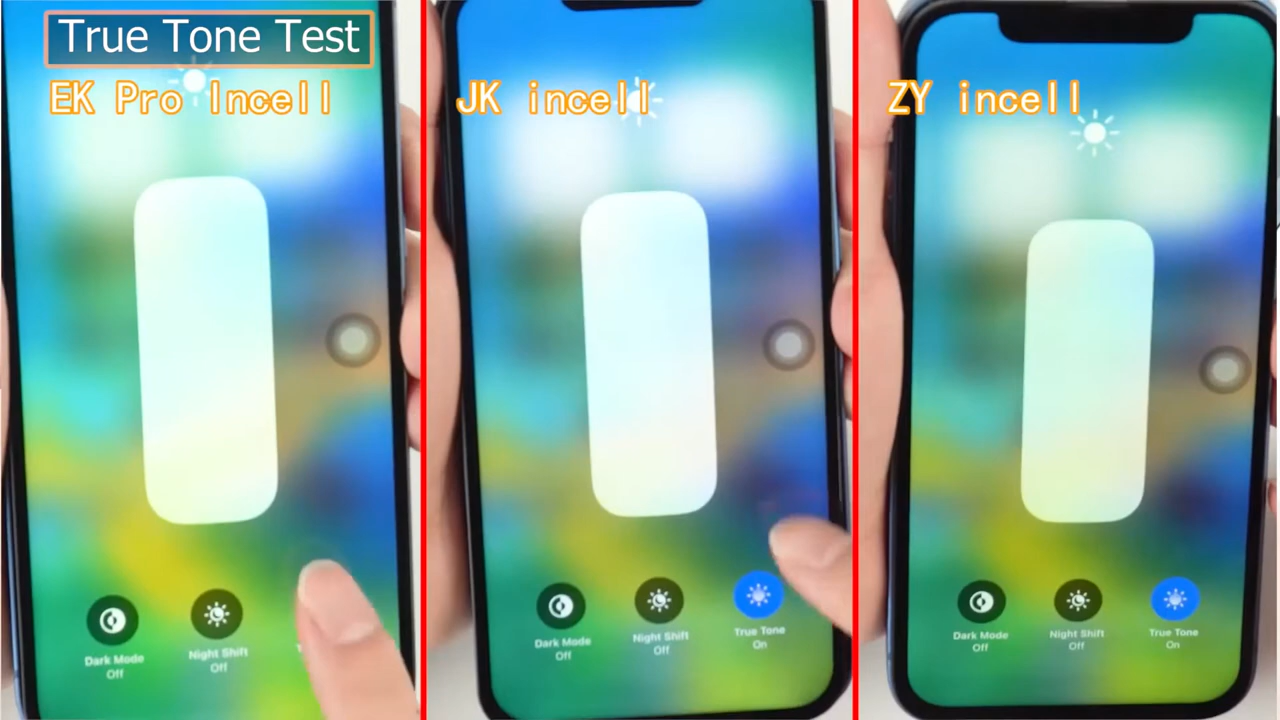 True Tone Test
EK Pro Incell
JK incell
ZY incell
Dark Mode
Off
Night Shift
Off
T
Dark Mode
Off
Night Shift
Off
True Tone
On
Dark Mode
Off
Night Shift
Off
True Tone
On